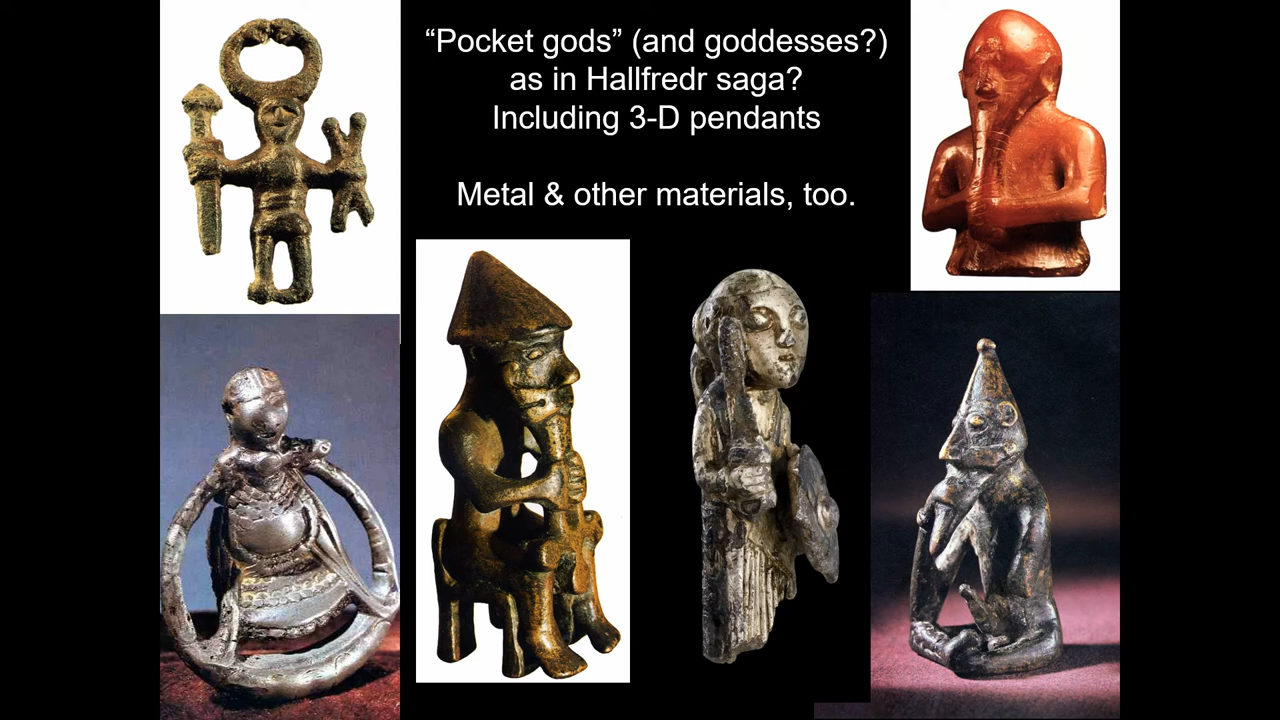 “Pocket gods” (and goddesses?)
as in Hallfredr saga?
Including 3-D pendants
Metal & other materials, too.